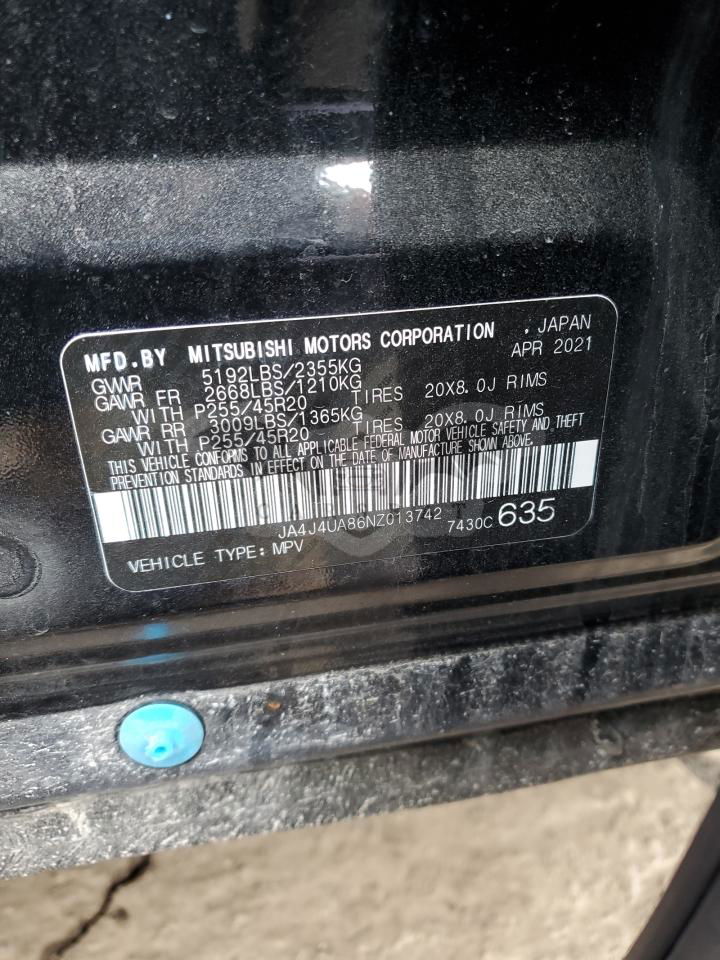 MFD.BY MITSUBISHI MOTORS CORPORATION . JAPAN
APR 2021
GVWR 5192LBS/2355KG
GAWR FR 2668LBS/1210KG
WITH P255/45R20 TIRES 20X8.0J RIMS
GAWR RR 3009LBS/1365KG
WITH P255/45R20 TIRES 20X8.0J RIMS
THIS VEHICLE CONFORMS TO ALL APPLICABLE FEDERAL MOTOR VEHICLE SAFETY AND THEFT
PREVENTION STANDARDS IN EFFECT ON THE DATE OF MANUFACTURE SHOWN ABOVE.
JA4J4UA86NZ013742 7430C 635
VEHICLE TYPE: MPV